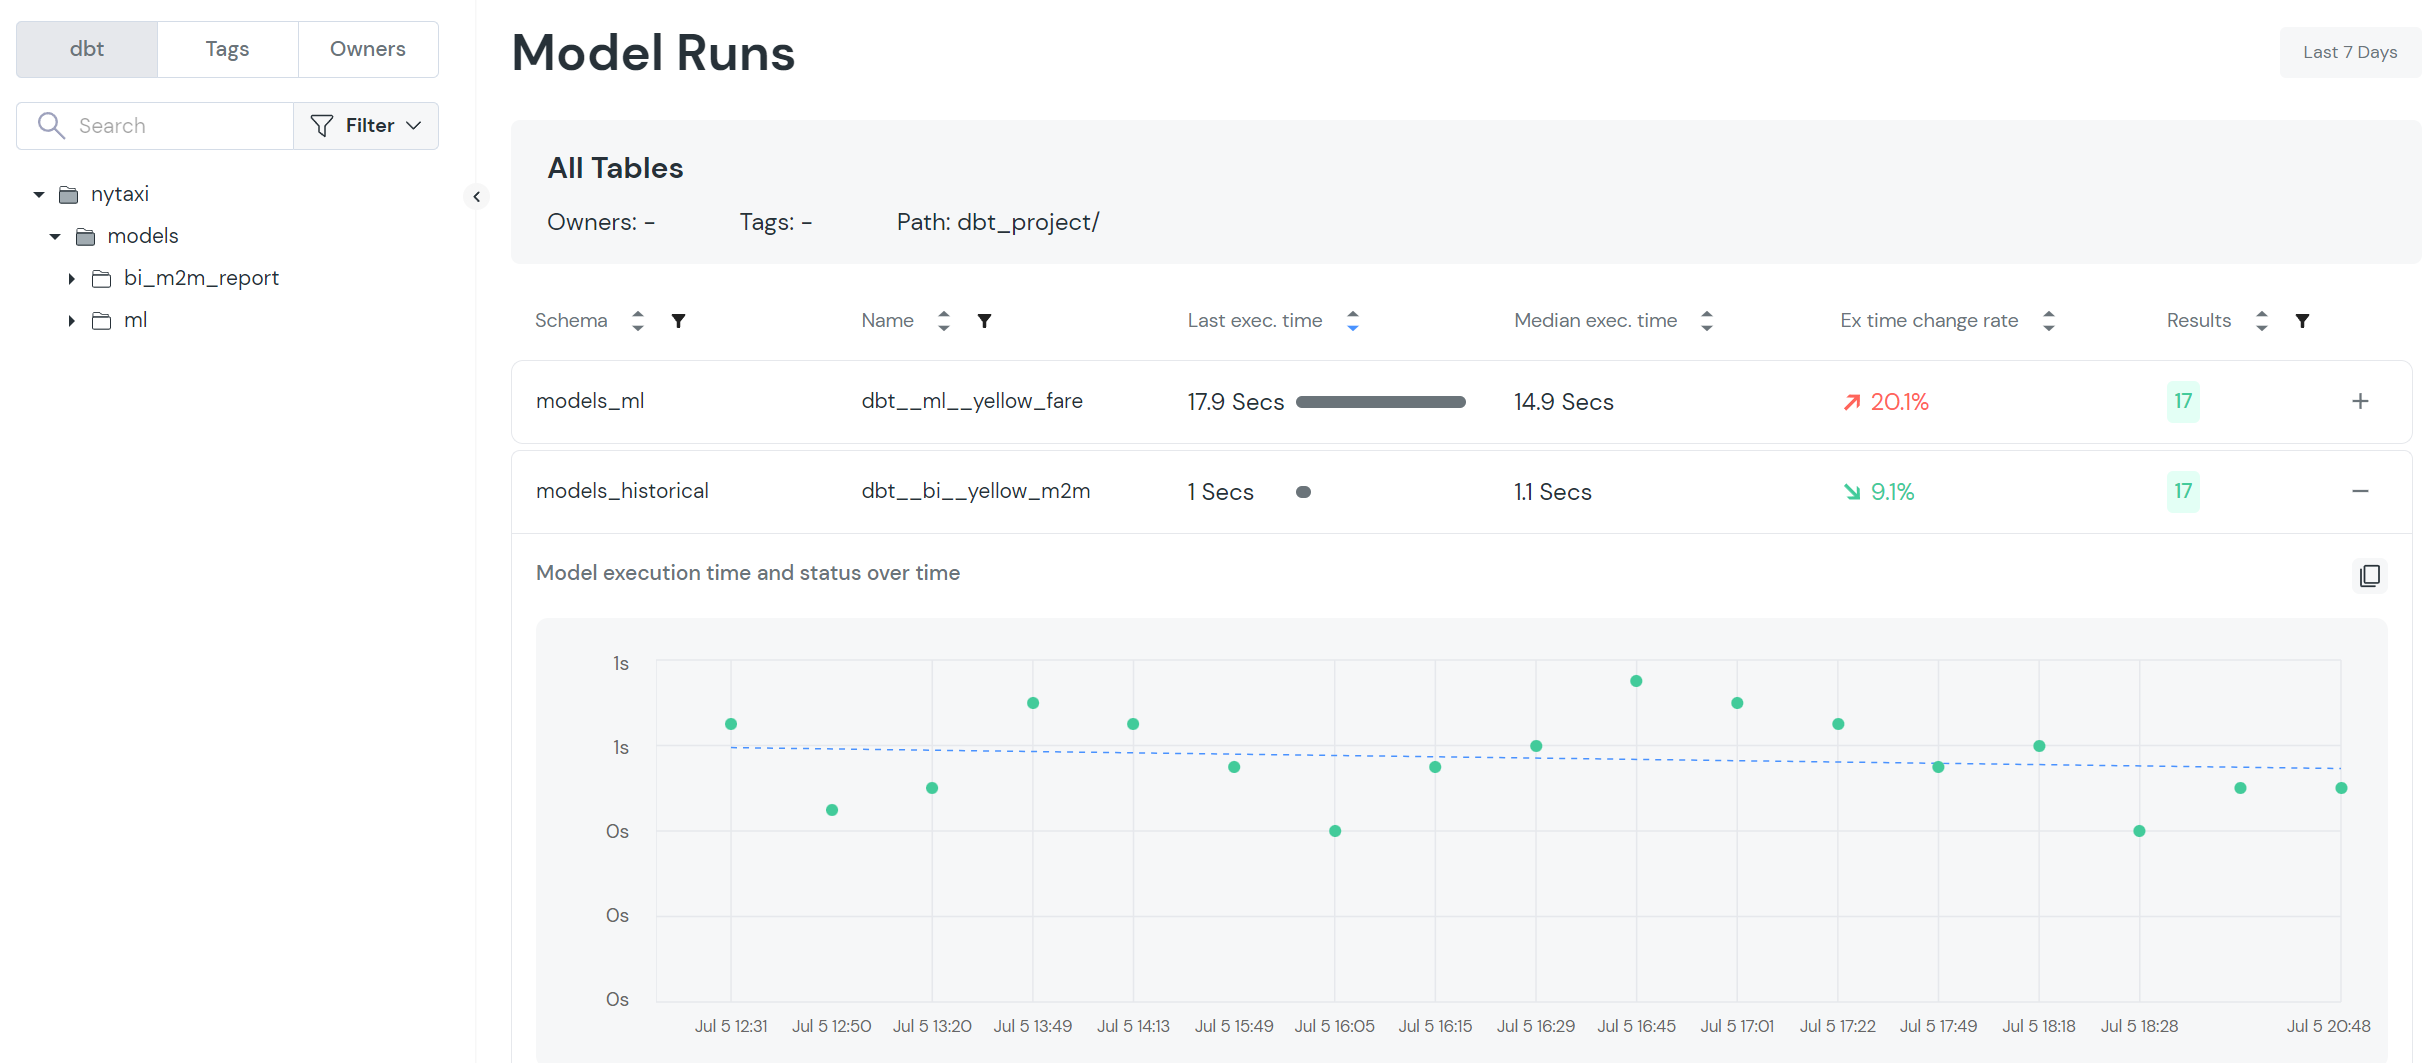 dbt Tags Owners
Search Filter
nytaxi
models
bi_m2m_report
ml
Model Runs
Last 7 Days
All Tables
Owners: - Tags: - Path: dbt_project/
Schema Name Last exec. time Median exec. time Ex time change rate Results
models_ml dbt__ml__yellow_fare 17.9 Secs 14.9 Secs 20.1% 17
models_historical dbt__bi__yellow_m2m 1 Secs 1.1 Secs 9.1% 17
Model execution time and status over time
1s
1s
0s
0s
0s
Jul 5 12:31 Jul 5 12:50 Jul 5 13:20 Jul 5 13:49 Jul 5 14:13 Jul 5 15:49 Jul 5 16:05 Jul 5 16:15 Jul 5 16:29 Jul 5 16:45 Jul 5 17:01 Jul 5 17:22 Jul 5 17:49 Jul 5 18:18 Jul 5 18:28 Jul 5 20:48